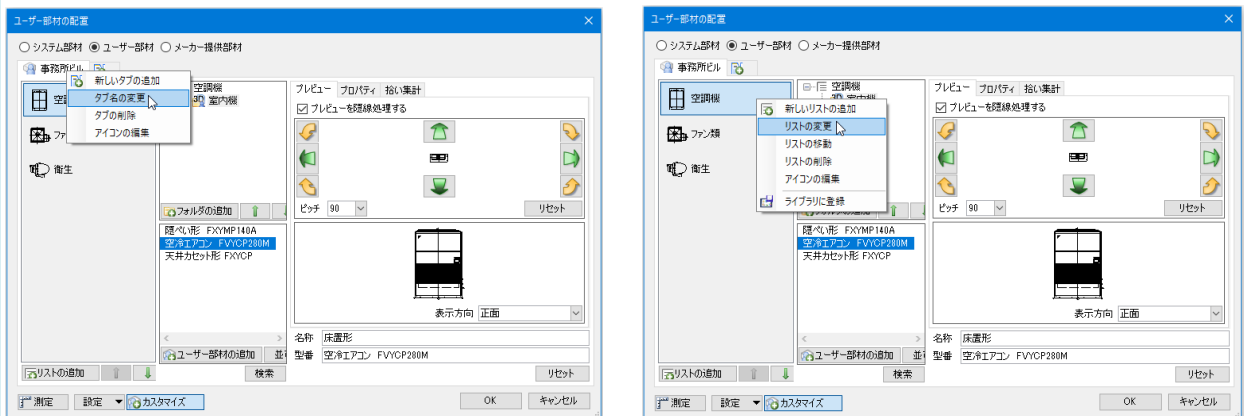 ユーザー部材の配置
システム部材 ユーザー部材 メーカー提供部材
事務所ビル
新しいタブの追加
タブ名の変更
タブの削除
アイコンの編集
衛生
空調機
室内機
フォルダの追加
隠ぺい形 FXYMP140A
空冷エアコン FVYCP280M
天井カセット形 FXYCP
ユーザー部材の追加
リストの追加
検索
プレビュー プロパティ 拾い集計
プレビューを隠線処理する
ピッチ 90 リセット
表示方向 正面
名称 床置形
型番 空冷エアコン FVYCP280M
リセット
測定 設定 カスタマイズ
OK キャンセル
ユーザー部材の配置
システム部材 ユーザー部材 メーカー提供部材
事務所ビル
空調機
ファン類
衛生
新しいリストの追加
リストの変更
リストの移動
リストの削除
アイコンの編集
ライブラリに登録
空調機
隠ぺい形 FXYMP140A
空冷エアコン FVYCP280M
天井カセット形 FXYCP
ユーザー部材の追加
リストの追加
検索
プレビュー プロパティ 拾い集計
プレビューを隠線処理する
ピッチ 90 リセット
表示方向 正面
名称 床置形
型番 空冷エアコン FVYCP280M
リセット
測定 設定 カスタマイズ
OK キャンセル